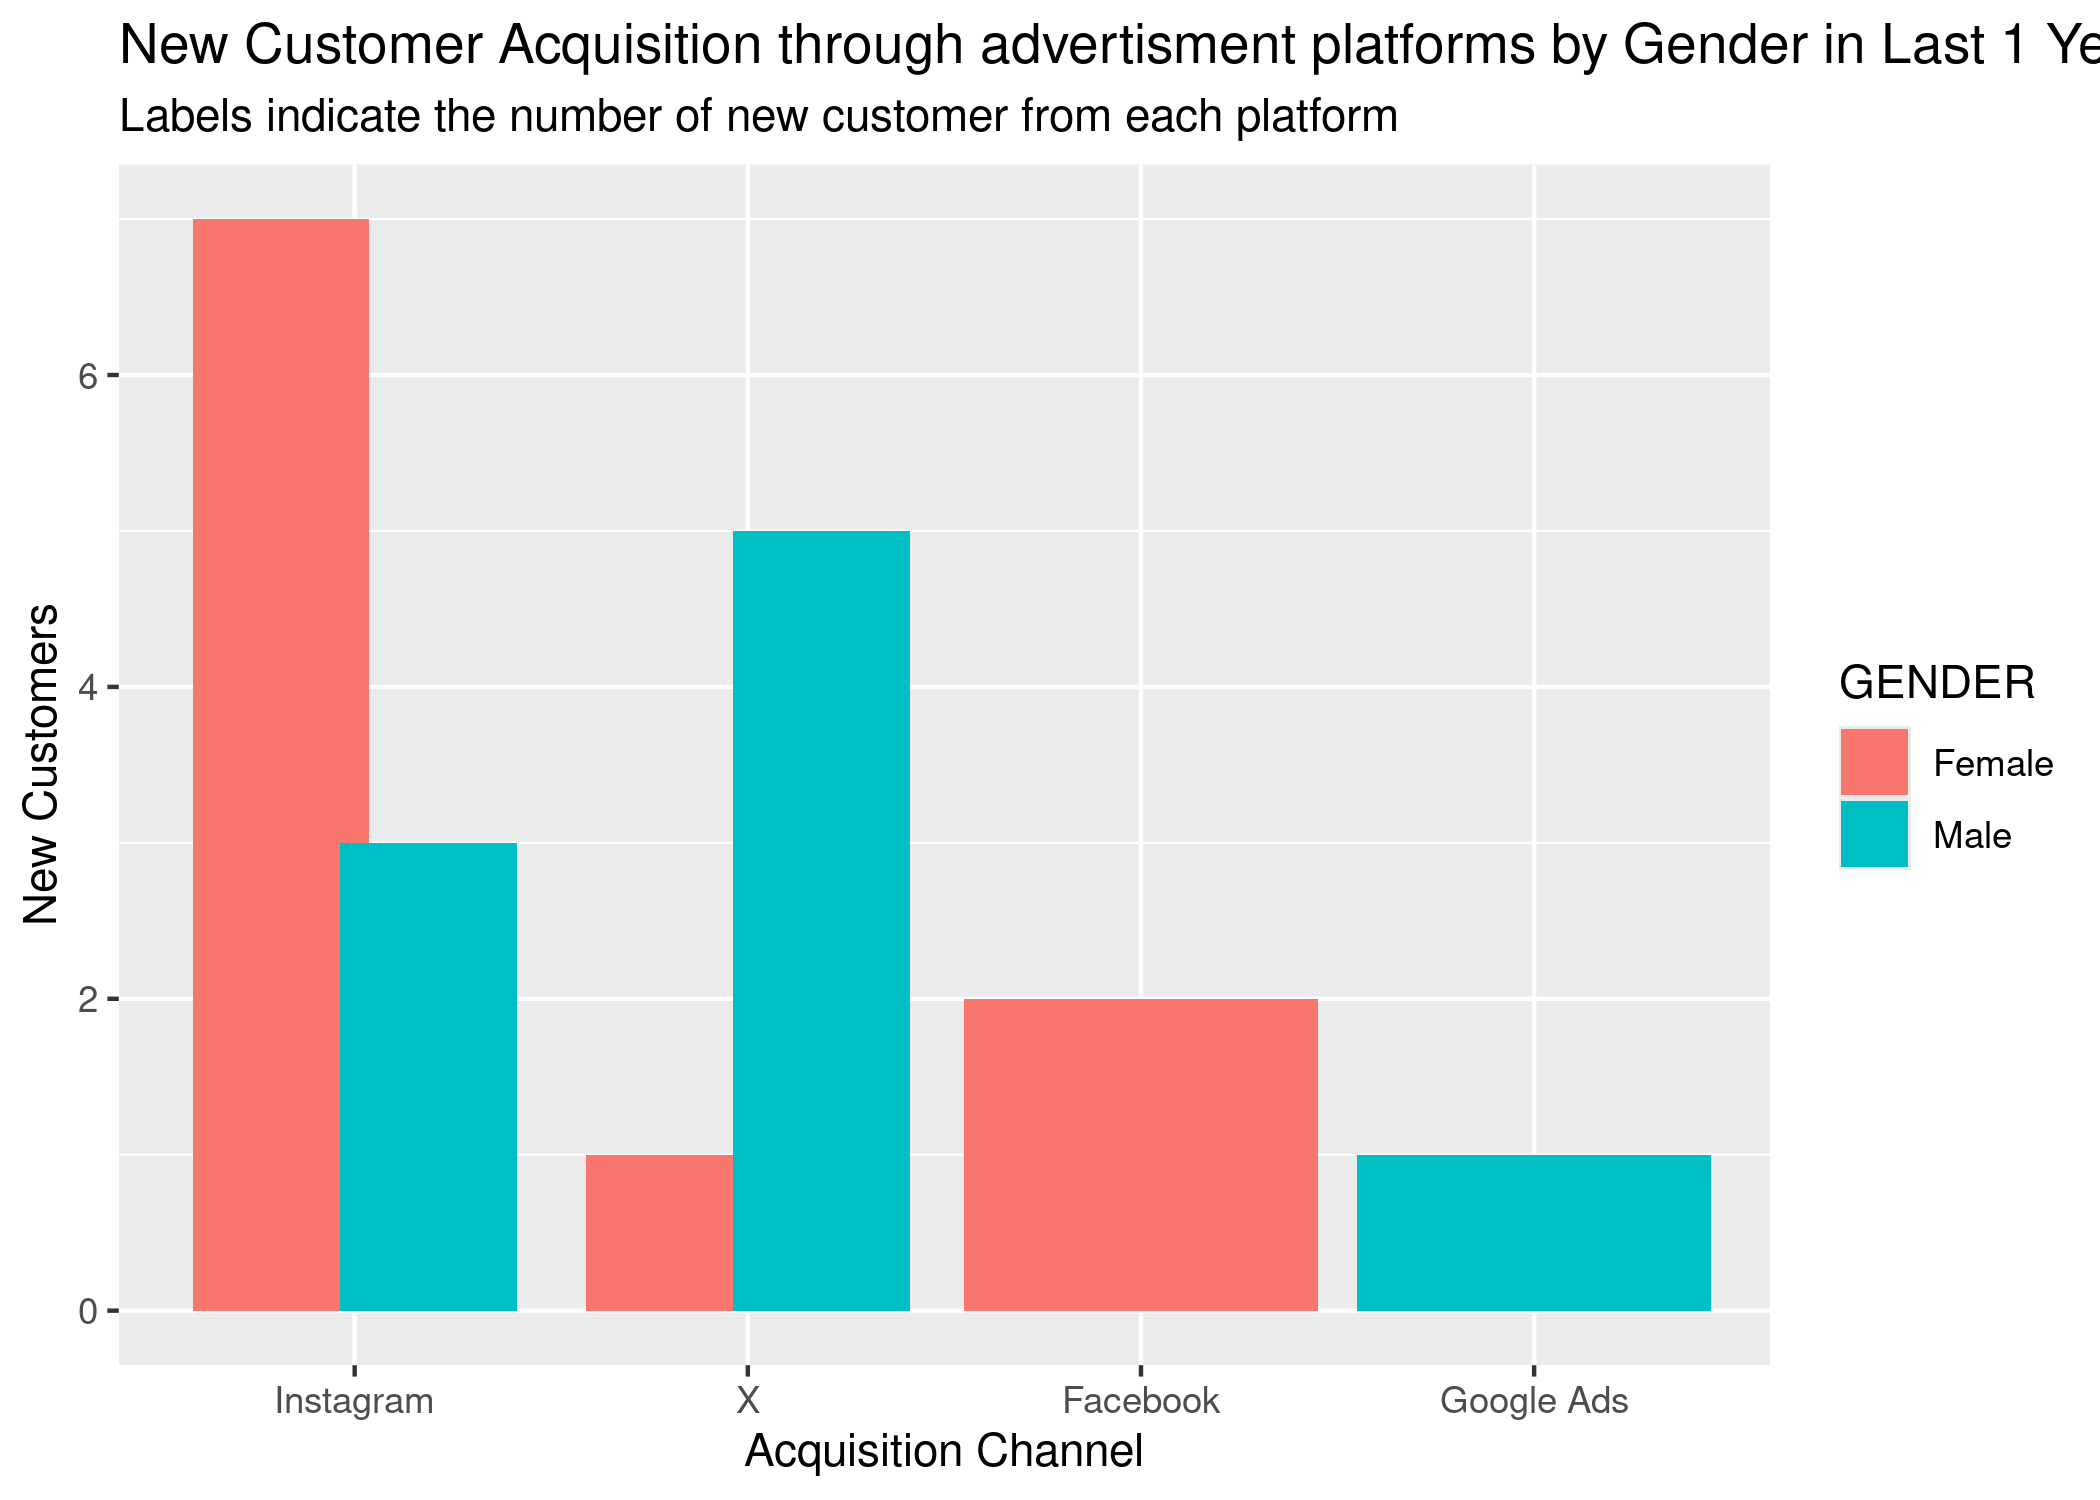 New Customer Acquisition through advertisment platforms by Gender in Last 1 Ye
Labels indicate the number of new customer from each platform
New Customers
6
4
2
0
Instagram X Facebook Google Ads
Acquisition Channel
GENDER
Female
Male